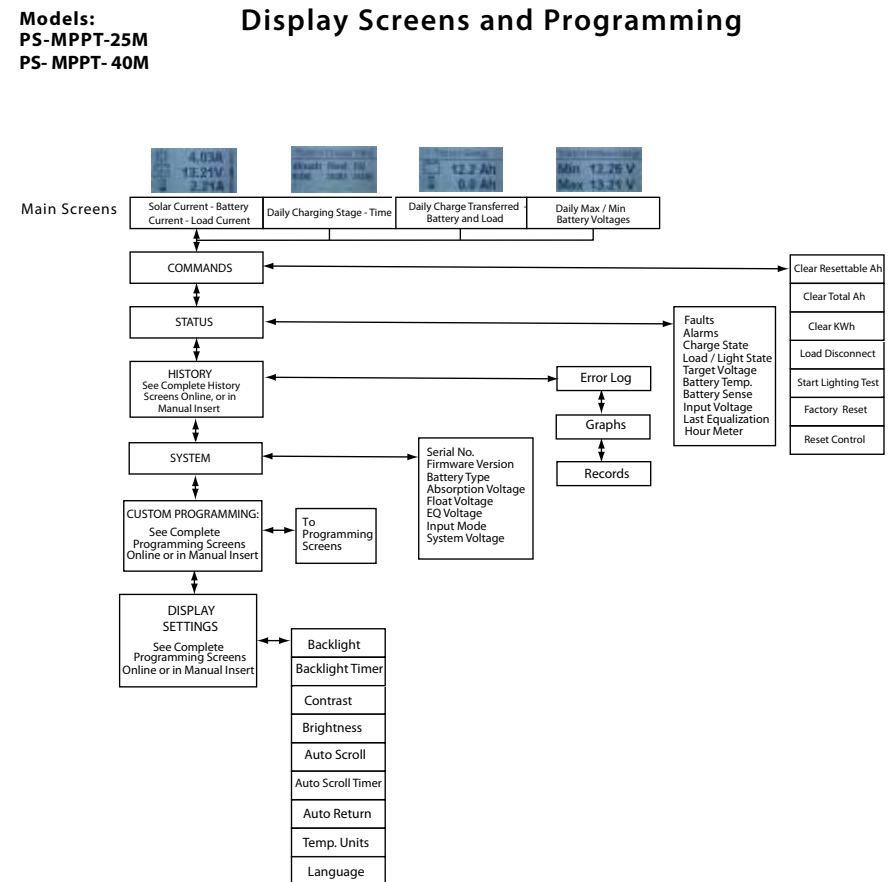 Models:
PS-MPPT-25M
PS- MPPT- 40M
Display Screens and Programming
4.03A
13.21V
2.21A
12.2 Ah
0.0 Ah
Min 12.25 V
Max 13.21 V
Main Screens
Solar Current - Battery
Current - Load Current
Daily Charging Stage - Time
Daily Charge Transferred -
Battery and Load
Daily Max / Min
Battery Voltages
COMMANDS
Clear Resettable Ah
Clear Total Ah
Clear KWh
Load Disconnect
Start Lighting Test
Factory Reset
Reset Control
STATUS
Faults
Alarms
Charge State
Load / Light State
Target Voltage
Battery Temp.
Battery Sense
Input Voltage
Last Equalization
Hour Meter
HISTORY
See Complete History
Screens Online, or in
Manual Insert
Error Log
Graphs
Records
SYSTEM
Serial No.
Firmware Version
Battery Type
Absorption Voltage
Float Voltage
EQ Voltage
Input Mode
System Voltage
CUSTOM PROGRAMMING:
See Complete
Programming Screens
Online or in Manual Insert
To
Programming
Screens
DISPLAY
SETTINGS
See Complete
Programming Screens
Online or in Manual Insert
Backlight
Backlight Timer
Contrast
Brightness
Auto Scroll
Auto Scroll Timer
Auto Return
Temp. Units
Language